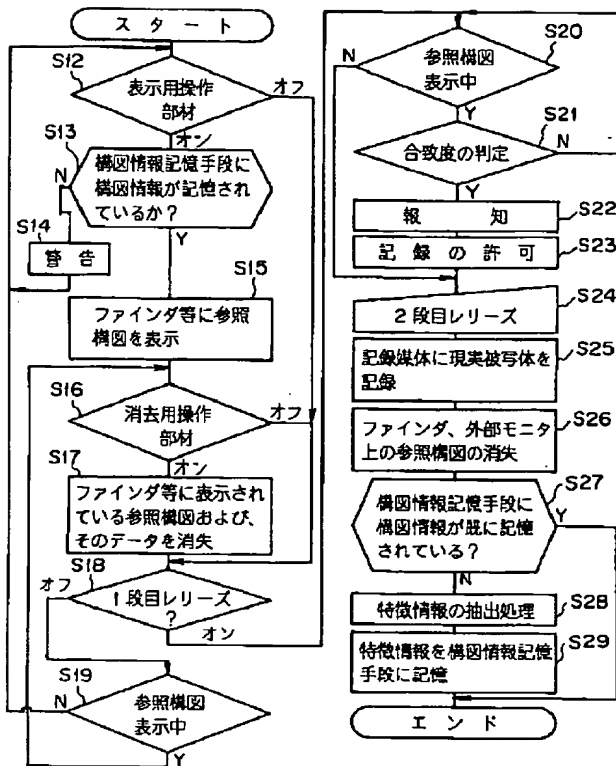 スタート
S12
表示用操作
部材
オフ
オン
S13
N
構図情報記憶手段に
構図情報が記憶されて
いるか?
Y
S14
警告
S15
ファインダ等に参照
構図を表示
S16
消去用操作
部材
オフ
オン
S17
ファインダ等に表示され
ている参照構図および、
そのデータを消失
S18
オフ
1段目レリーズ
?
オン
S19
N
参照構図
表示中
Y
S20
N
参照構図
表示中
Y
S21
N
合致度の判定
Y
S22
報知
S23
記録の許可
S24
2段目レリーズ
S25
記録媒体に現実被写体を
記録
S26
ファインダ、外部モニタ
上の参照構図の消失
S27
構図情報記憶手段に
構図情報が既に記憶
されている?
Y
N
S28
特徴情報の抽出処理
S29
特徴情報を構図情報記憶
手段に記憶
エンド